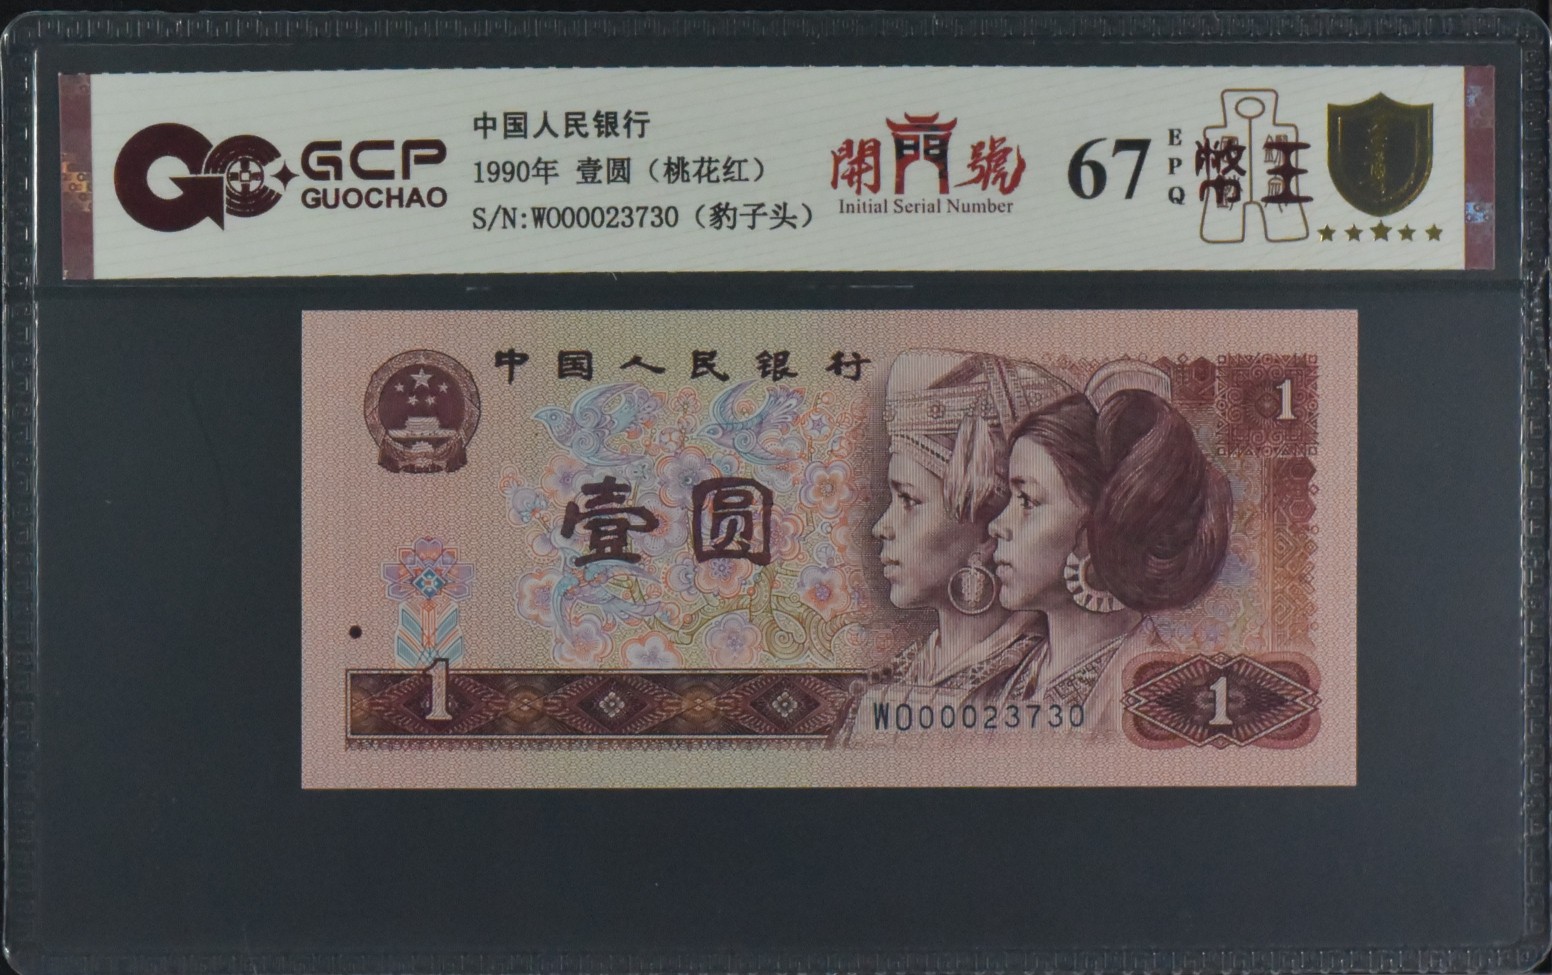 GCP
GUOCHAO
中国人民银行
1990年 壹圆（桃花红）
S/N:WO00023730（豹子头）
開門號
Initial Serial Number
67
EPQ
幣王
中国人民银行
1
壹圆
1
WO00023730
1